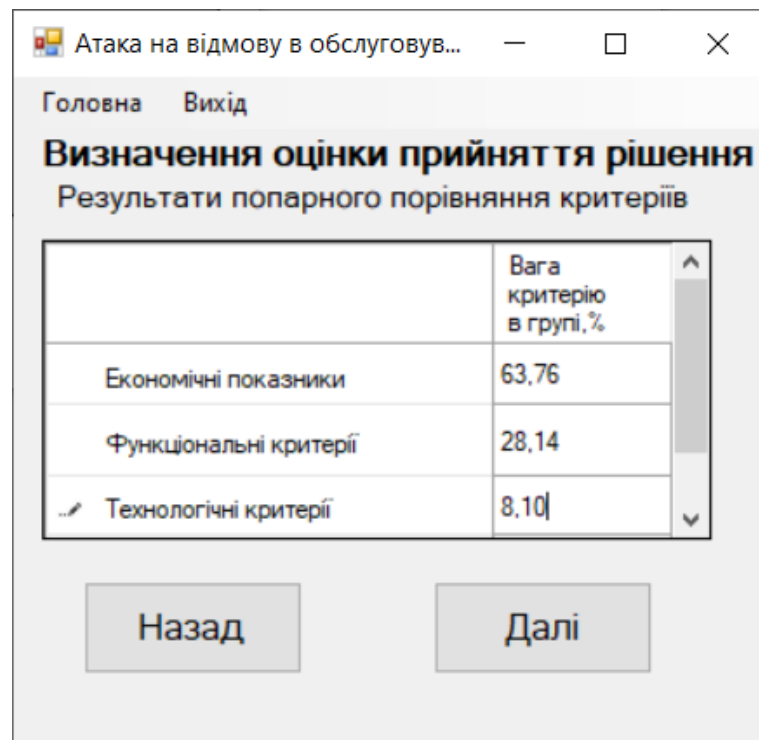 Атака на відмову в обслуговув...
Головна Вихід
Визначення оцінки прийняття рішення
Результати попарного порівняння критеріїв
Вага
критерію
в групі,%
Економічні показники 63,76
Функціональні критерії 28,14
Технологічні критерії 8,10
Назад Далі